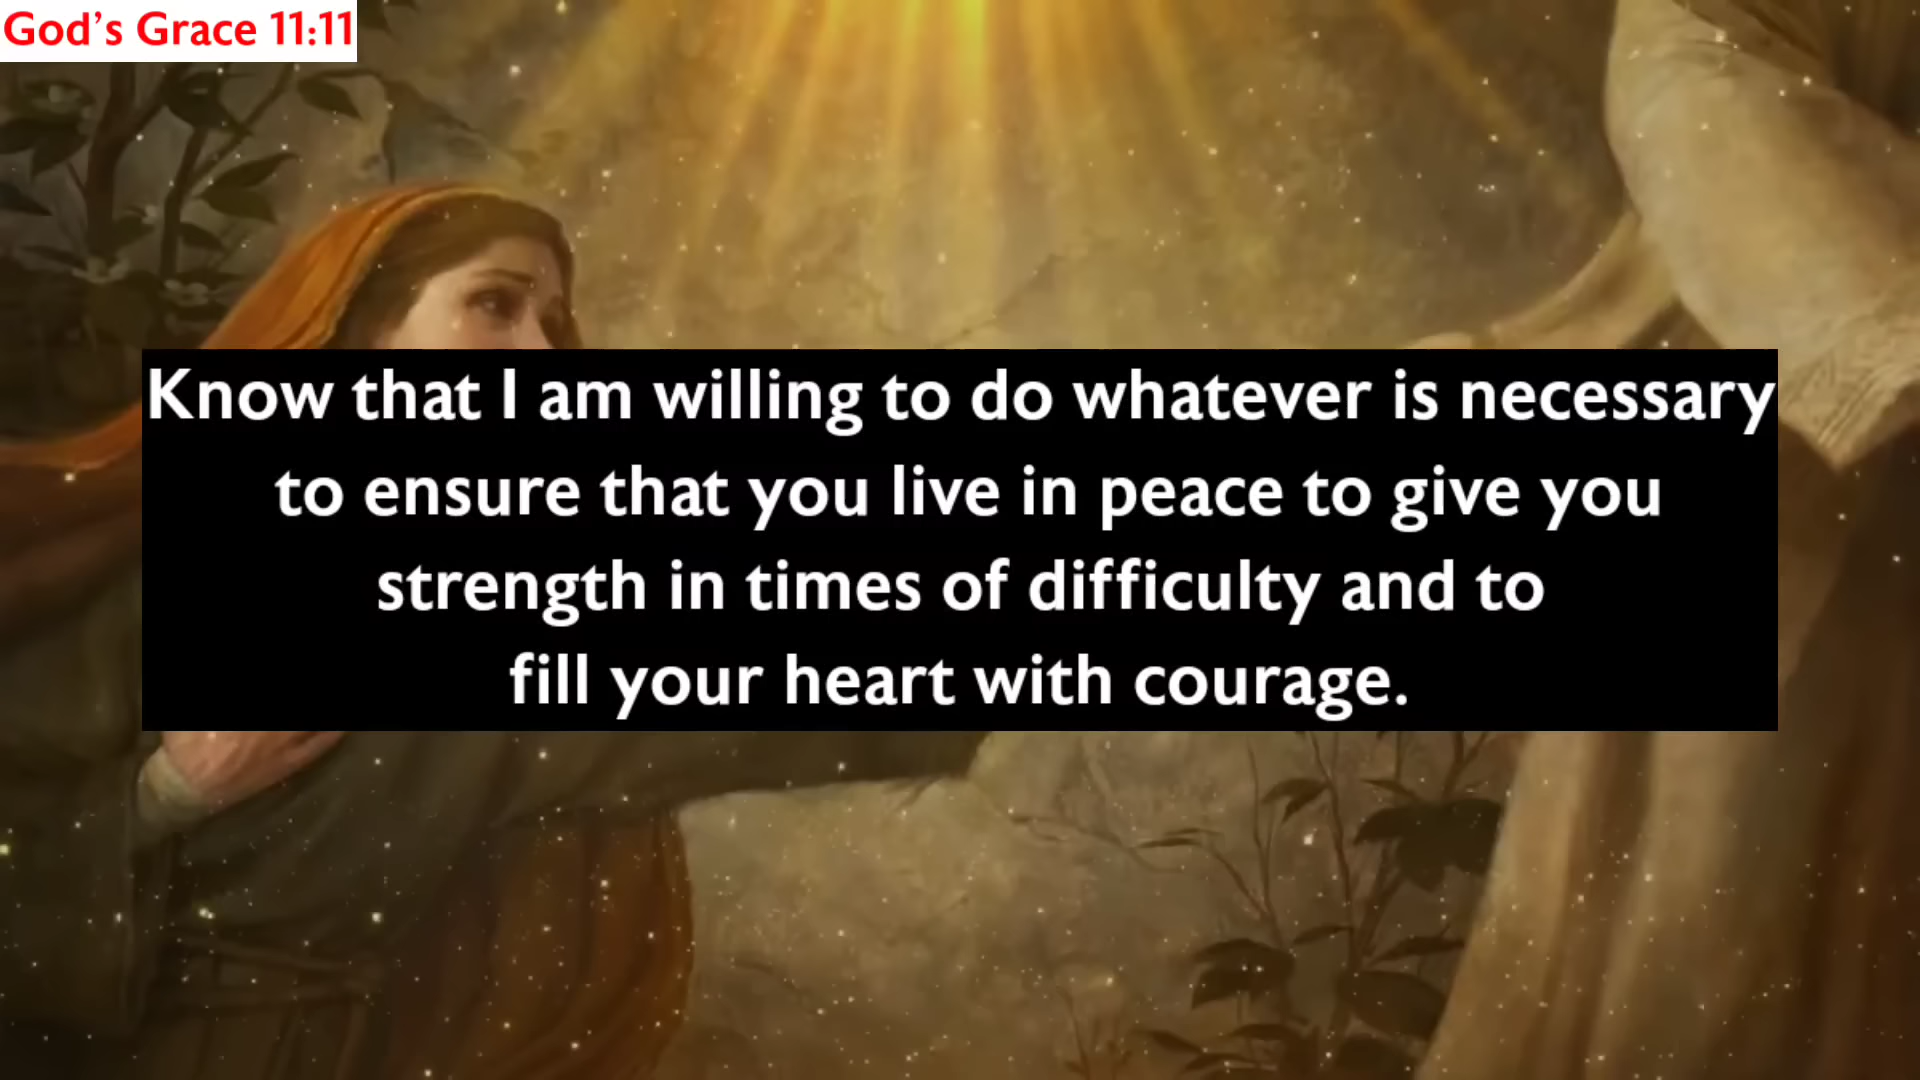 God's Grace 11:11
Know that I am willing to do whatever is necessary
to ensure that you live in peace to give you
strength in times of difficulty and to
fill your heart with courage.